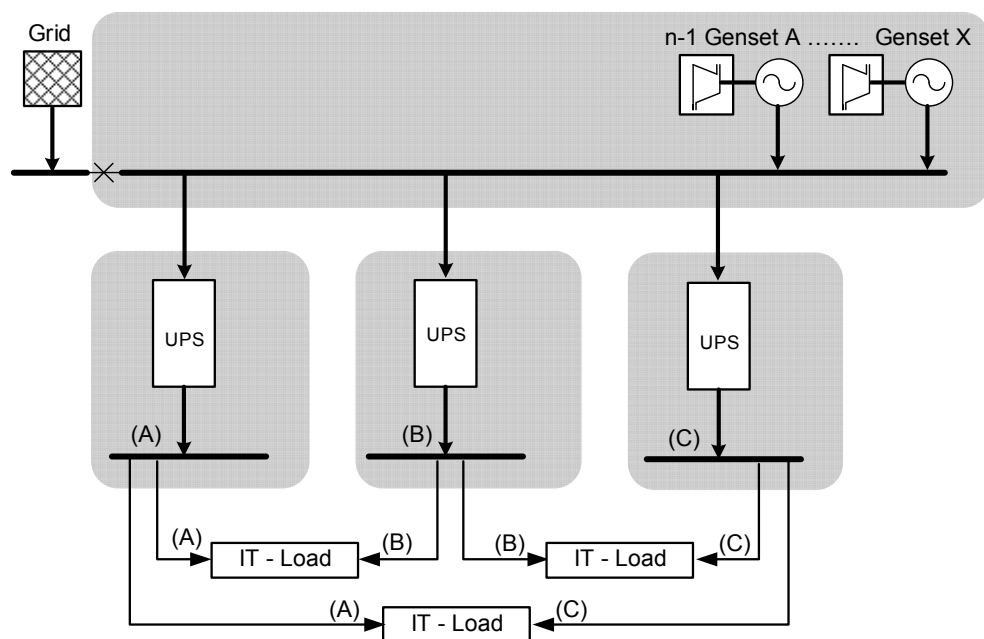 Grid
n-1 Genset A ....... Genset X
UPS
UPS
UPS
(A)
(B)
(C)
(A)
IT - Load
(B)
(B)
IT - Load
(C)
(A)
IT - Load
(C)